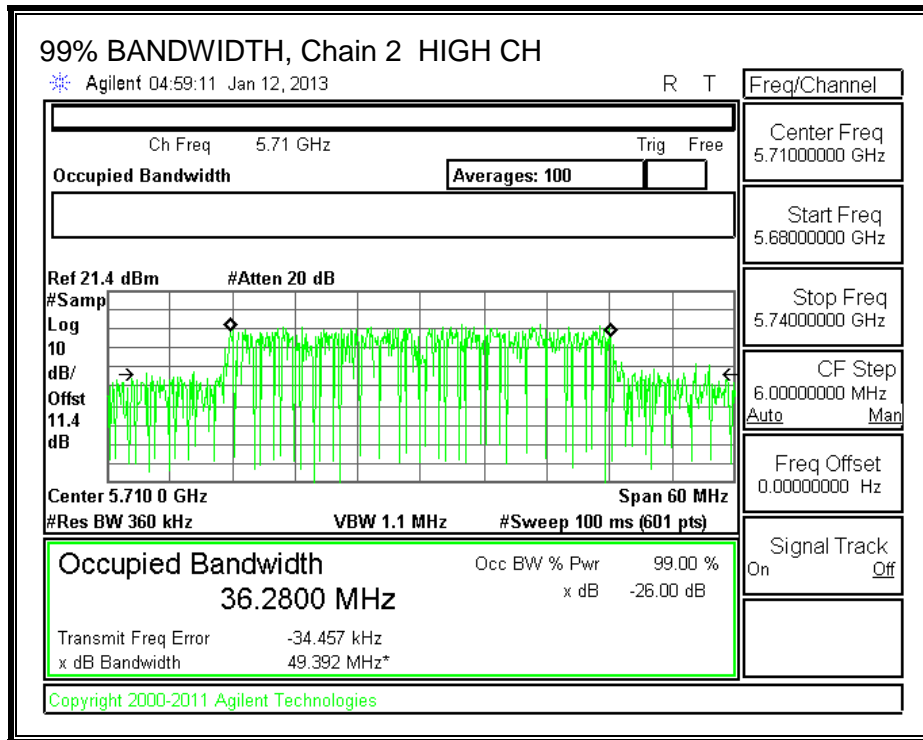 99% BANDWIDTH, Chain 2 HIGH CH
Agilent 04:59:11 Jan 12, 2013 R T
Ch Freq 5.71 GHz Trig Free
Occupied Bandwidth Averages: 100
Ref 21.4 dBm #Atten 20 dB
#Samp
Log
10
dB/
Offst
11.4
dB
Center 5.710 0 GHz Span 60 MHz
#Res BW 360 kHz VBW 1.1 MHz #Sweep 100 ms (601 pts)
Occupied Bandwidth Occ BW % Pwr 99.00 %
36.2800 MHz x dB -26.00 dB
Transmit Freq Error -34.457 kHz
x dB Bandwidth 49.392 MHz*
Copyright 2000-2011 Agilent Technologies
Freq/Channel
Center Freq
5.71000000 GHz
Start Freq
5.68000000 GHz
Stop Freq
5.74000000 GHz
CF Step
6.00000000 MHz
Auto Man
Freq Offset
0.00000000 Hz
Signal Track
On Off